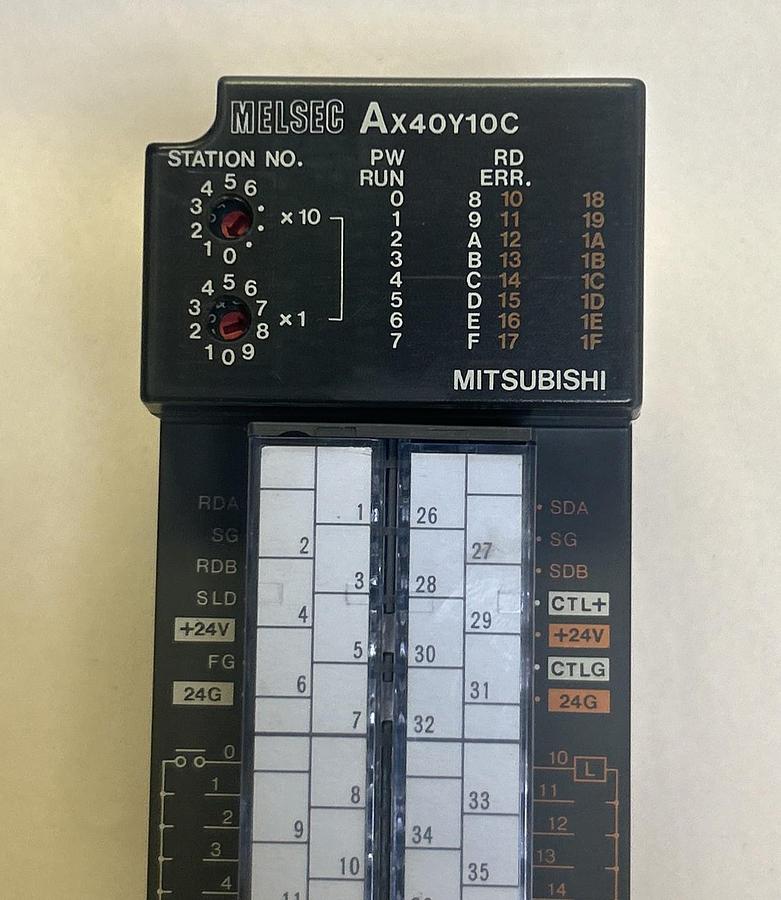 MELSEC AX40Y10C
STATION NO.
PW RD
RUN ERR.
4 5 6
3
2
1 0
×10
4 5 6
3 7
2 8
1 0 9
×1
0 8 10 18
1 9 11 19
2 A 12 1A
3 B 13 1B
4 C 14 1C
5 D 15 1D
6 E 16 1E
7 F 17 1F
MITSUBISHI
RDA 1 26 SDA
SG 2 27 SG
RDB 3 28 SDB
SLD 4 29 CTL+
+24V 5 30 +24V
FG 6 31 CTLG
24G 7 32 24G
0 10 L
1 8 33 11
2 9 34 12
3 10 35 13
4 11 14